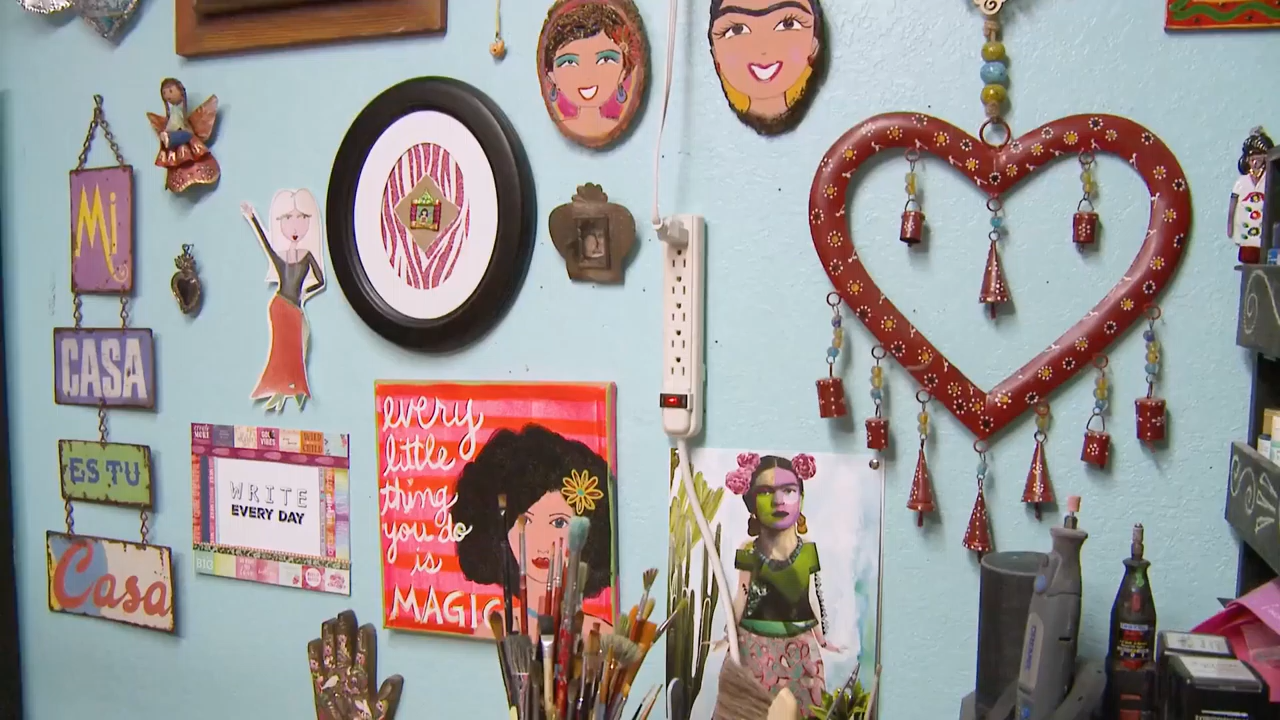 Mi
CASA
ES TU
Casa
WRITE
EVERY DAY
every
little
thing
you do
is
MAGIC